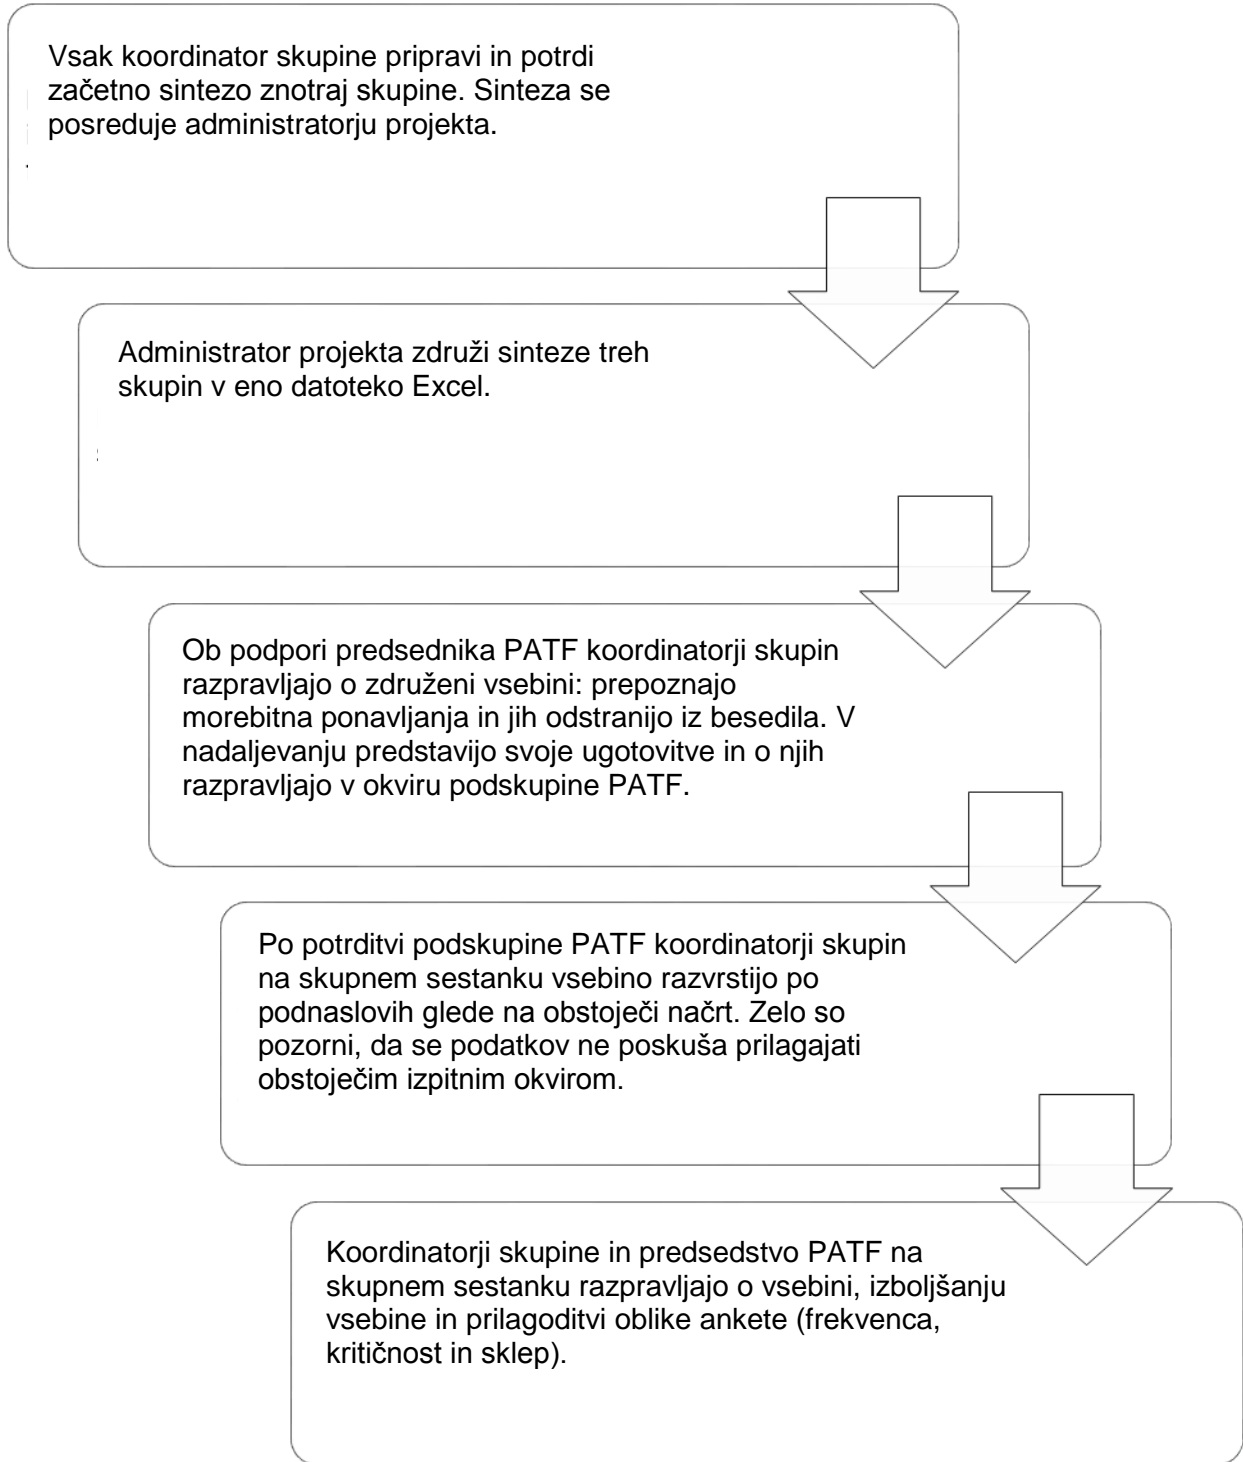 Vsak koordinator skupine pripravi in potrdi
začetno sintezo znotraj skupine. Sinteza se
posreduje administratorju projekta.
Administrator projekta združi sinteze treh
skupin v eno datoteko Excel.
Ob podpori predsednika PATF koordinatorji skupin
razpravljajo o združeni vsebini: prepoznajo
morebitna ponavljanja in jih odstranijo iz besedila. V
nadaljevanju predstavijo svoje ugotovitve in o njih
razpravljajo v okviru podskupine PATF.
Po potrditvi podskupine PATF koordinatorji skupin
na skupnem sestanku vsebino razvrstijo po
podnaslovih glede na obstoječi načrt. Zelo so
pozorni, da se podatkov ne poskuša prilagajati
obstoječim izpitnim okvirom.
Koordinatorji skupine in predsedstvo PATF na
skupnem sestanku razpravljajo o vsebini, izboljšanju
vsebine in prilagoditvi oblike ankete (frekvenca,
kritičnost in sklep).